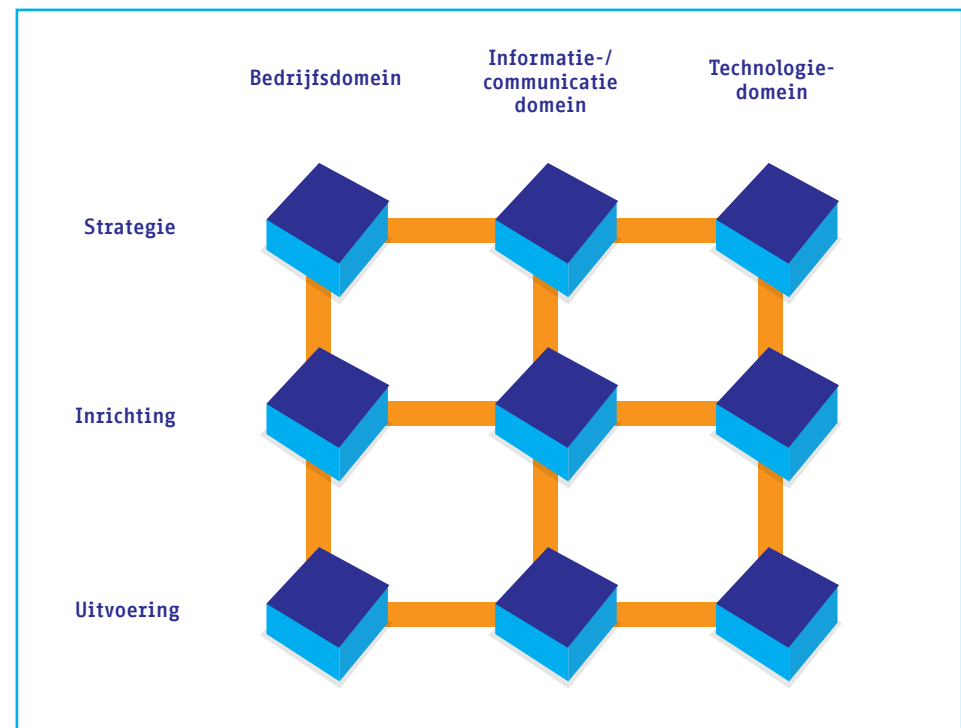 Bedrijfsdomein
Informatie-/
communicatie
domein
Technologie-
domein
Strategie
Inrichting
Uitvoering